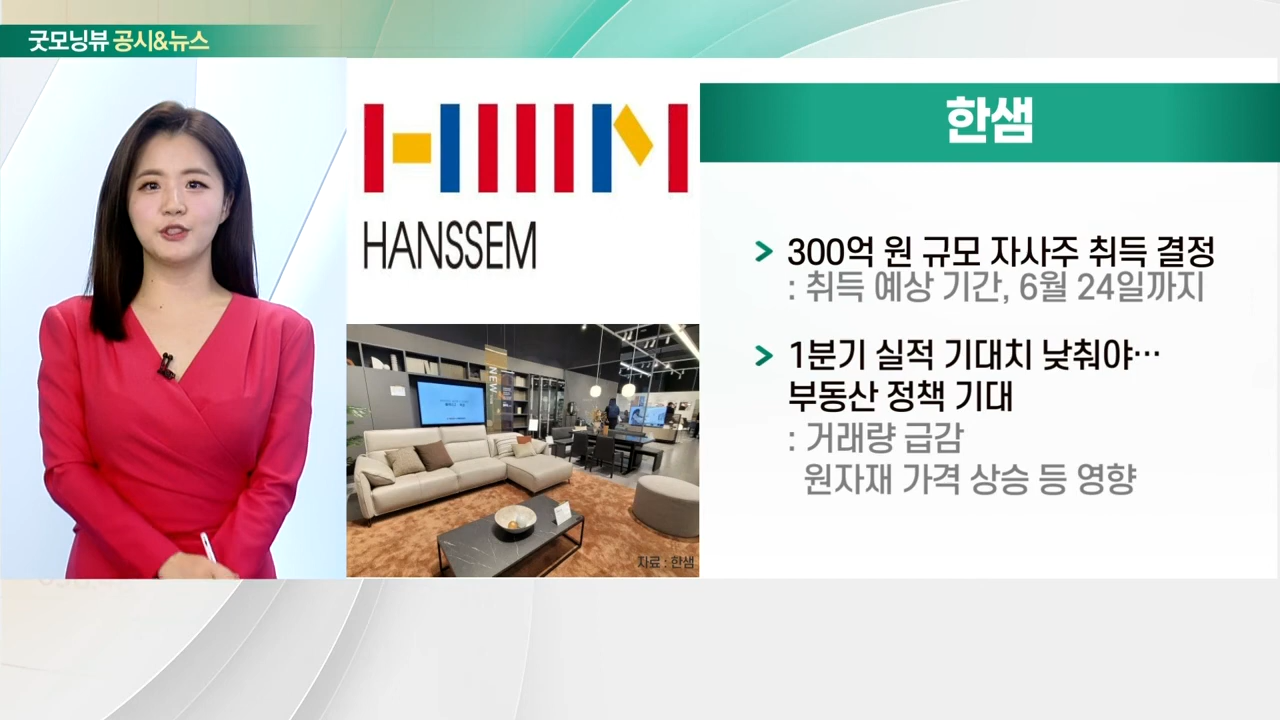 굿모닝뷰 공시&뉴스
HANSSEM
한샘
300억 원 규모 자사주 취득 결정
: 취득 예상 기간, 6월 24일까지
1분기 실적 기대치 낮춰야…
부동산 정책 기대
: 거래량 급감
원자재 가격 상승 등 영향
NEW
자료 : 한샘